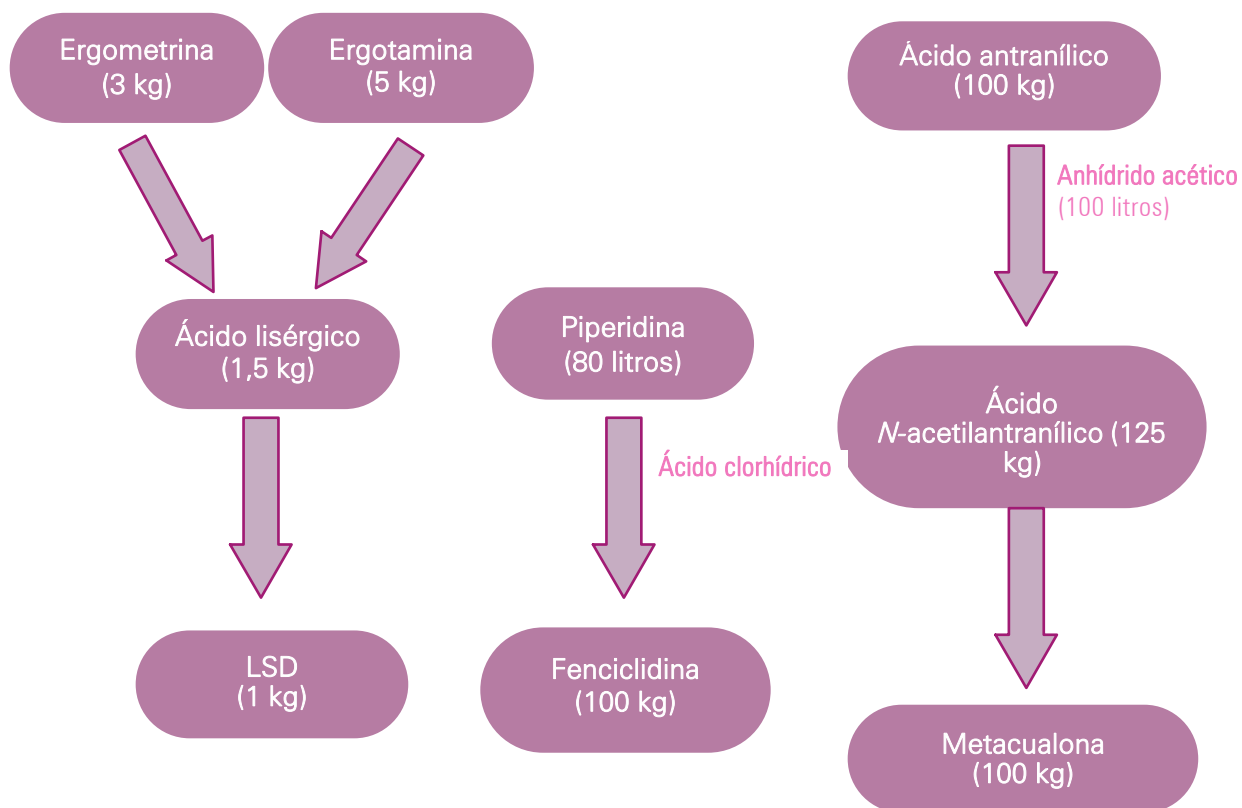 Ergometrina
(3 kg)
Ergotamina
(5 kg)
Ácido antranílico
(100 kg)
Anhídrido acético
(100 litros)
Ácido lisérgico
(1,5 kg)
Piperidina
(80 litros)
Ácido
N-acetilantranílico (125
kg)
Ácido clorhídrico
LSD
(1 kg)
Fenciclidina
(100 kg)
Metacualona
(100 kg)